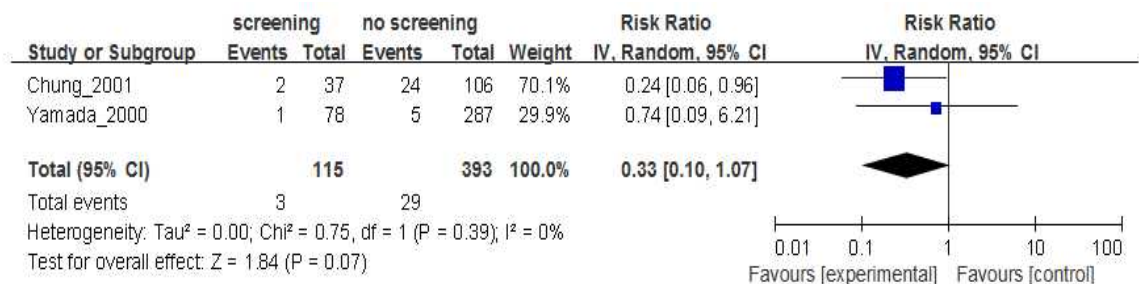 screening no screening Risk Ratio Risk Ratio
Study or Subgroup Events Total Events Total Weight IV, Random, 95% CI IV, Random, 95% CI
Chung_2001 2 37 24 106 70.1% 0.24 [0.06, 0.96]
Yamada_2000 1 78 5 287 29.9% 0.74 [0.09, 6.21]
Total (95% CI) 115 393 100.0% 0.33 [0.10, 1.07]
Total events 3 29
Heterogeneity: Tau² = 0.00; Chi² = 0.75, df = 1 (P = 0.39); I² = 0%
Test for overall effect: Z = 1.84 (P = 0.07)
0.01 0.1 1 10 100
Favours [experimental] Favours [control]